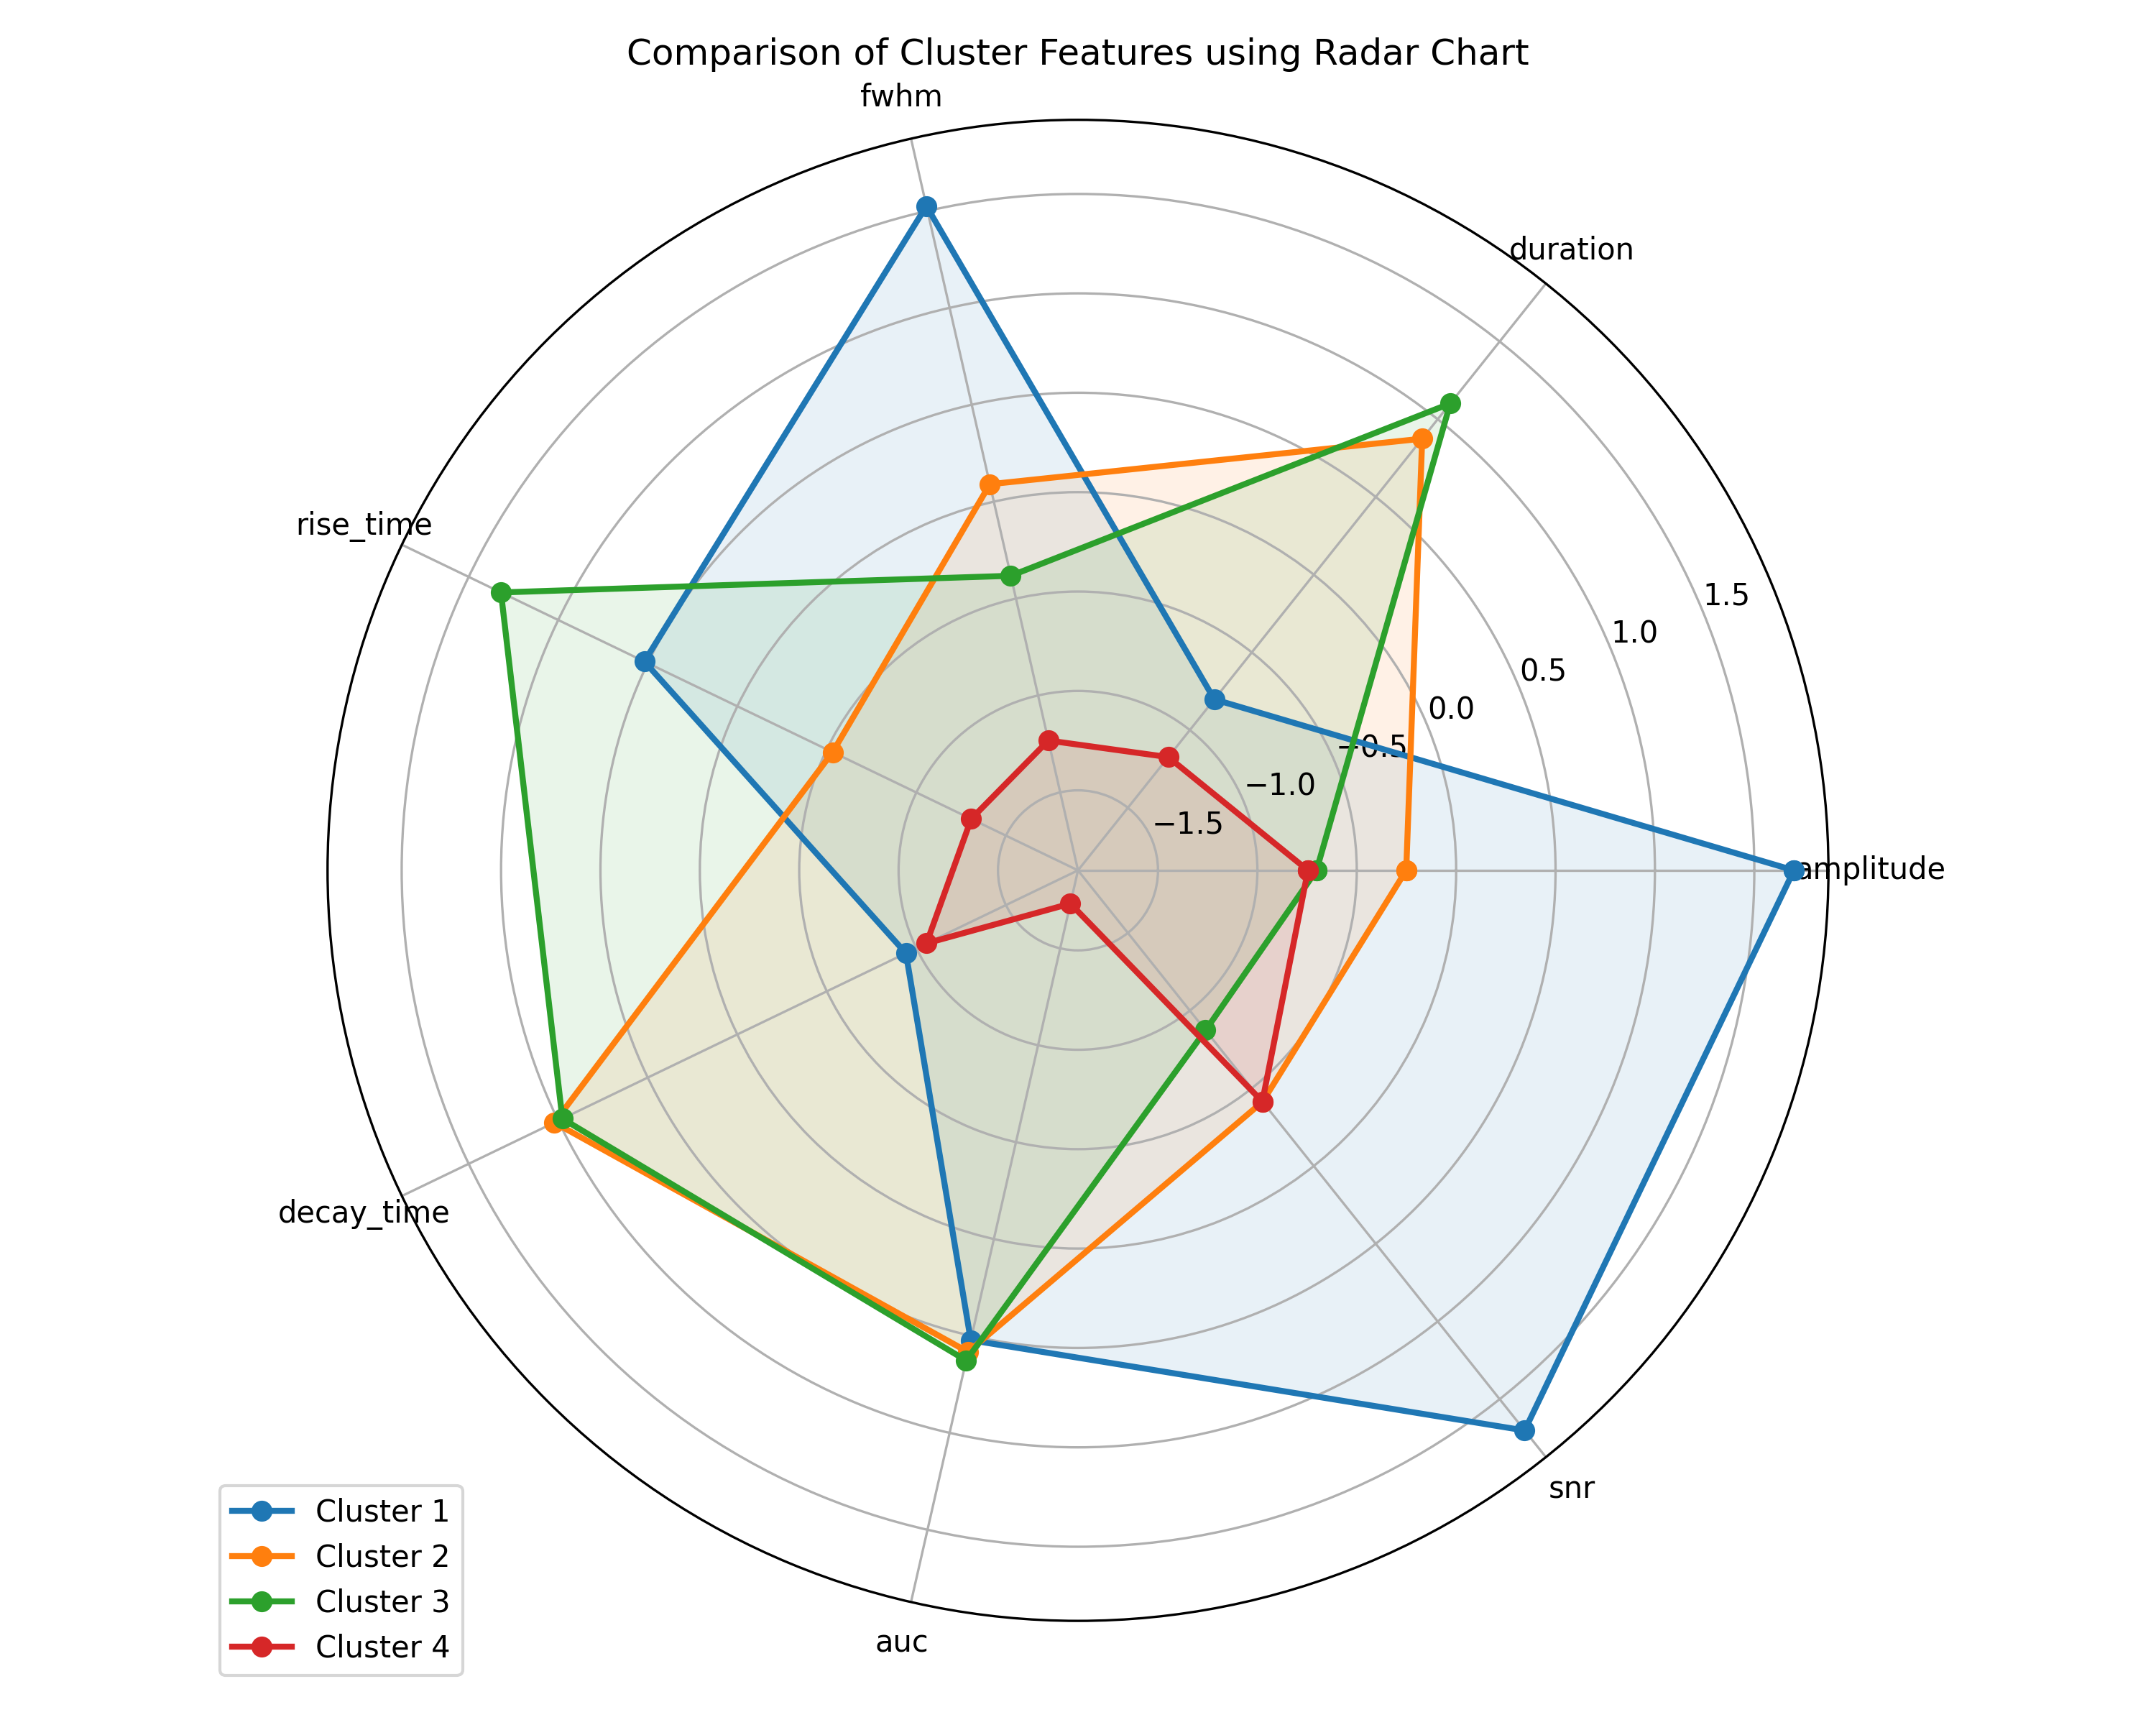 Comparison of Cluster Features using Radar Chart
fwhm
duration
rise_time
1.5
1.0
0.5
0.0
−0.5
−1.0
−1.5
amplitude
decay_time
snr
auc
Cluster 1
Cluster 2
Cluster 3
Cluster 4